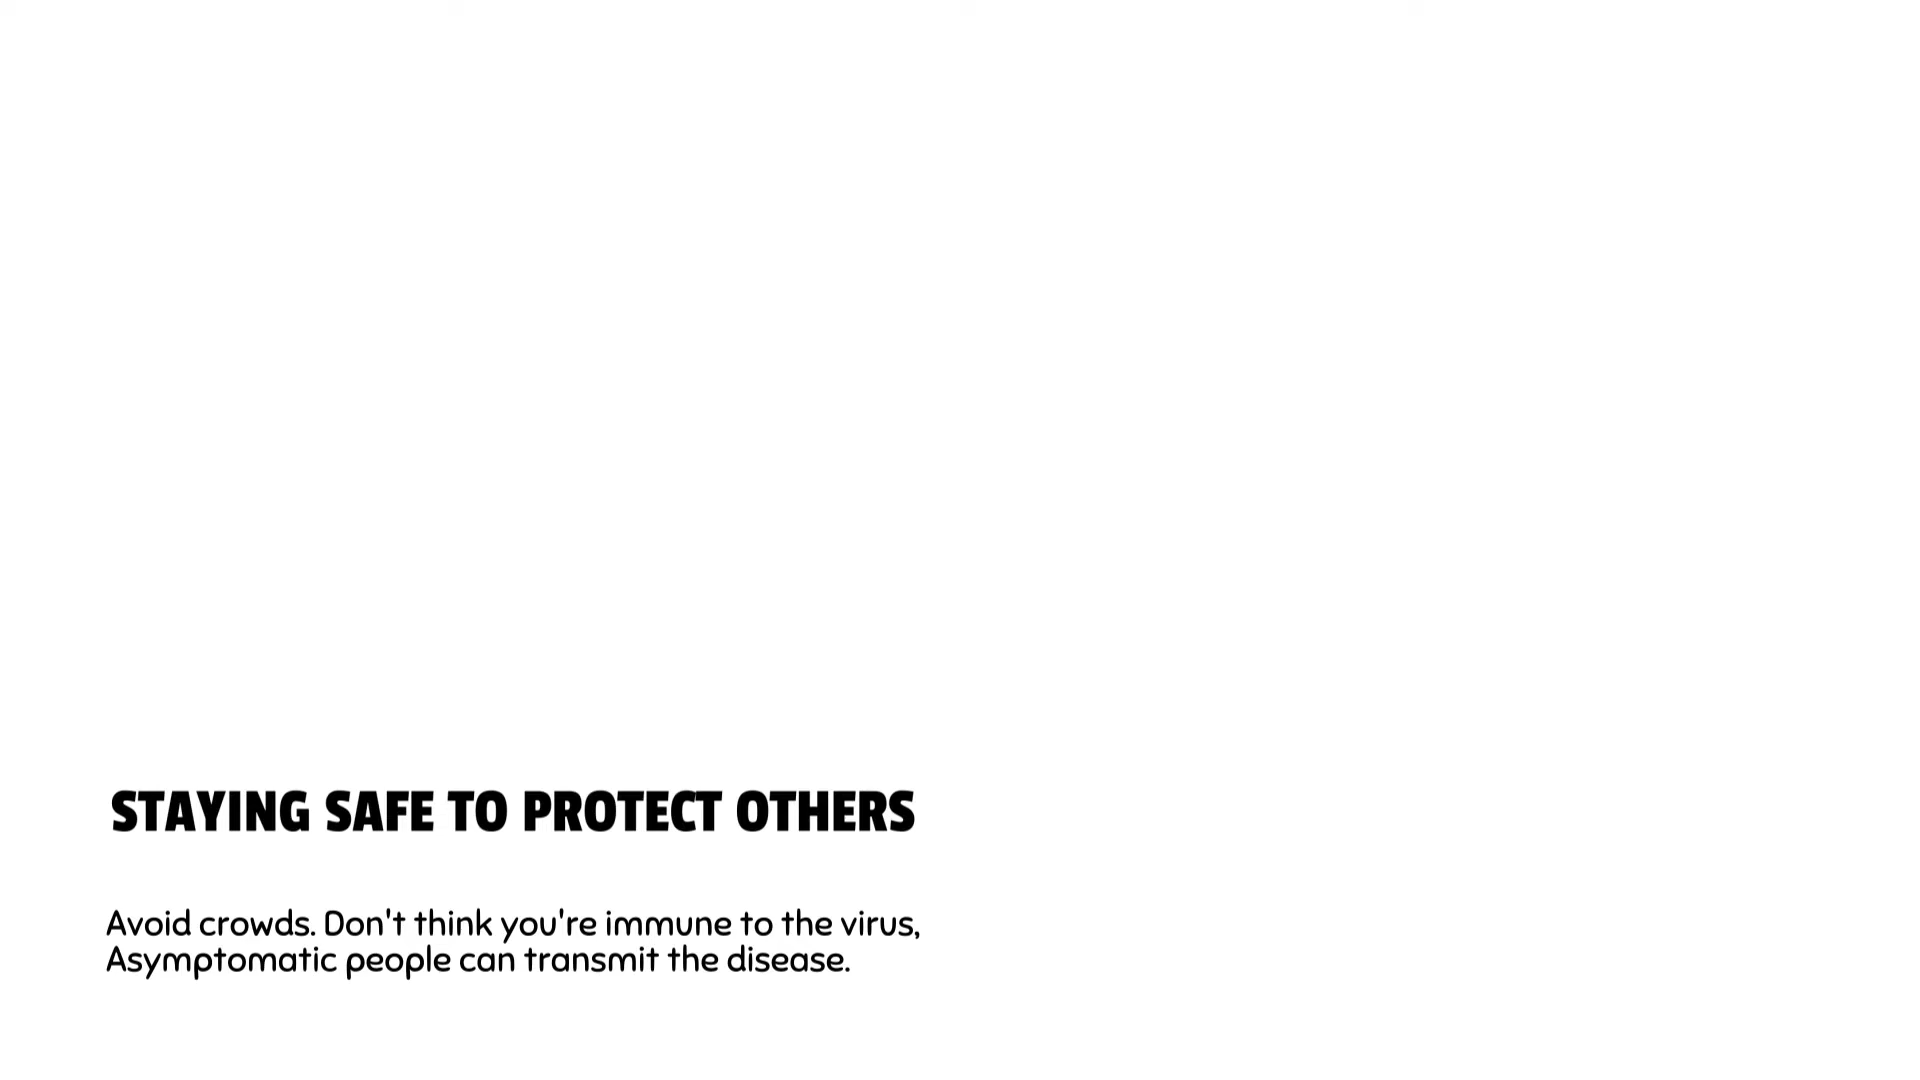 STAYING SAFE TO PROTECT OTHERS
Avoid crowds. Don't think you're immune to the virus,
Asymptomatic people can transmit the disease.